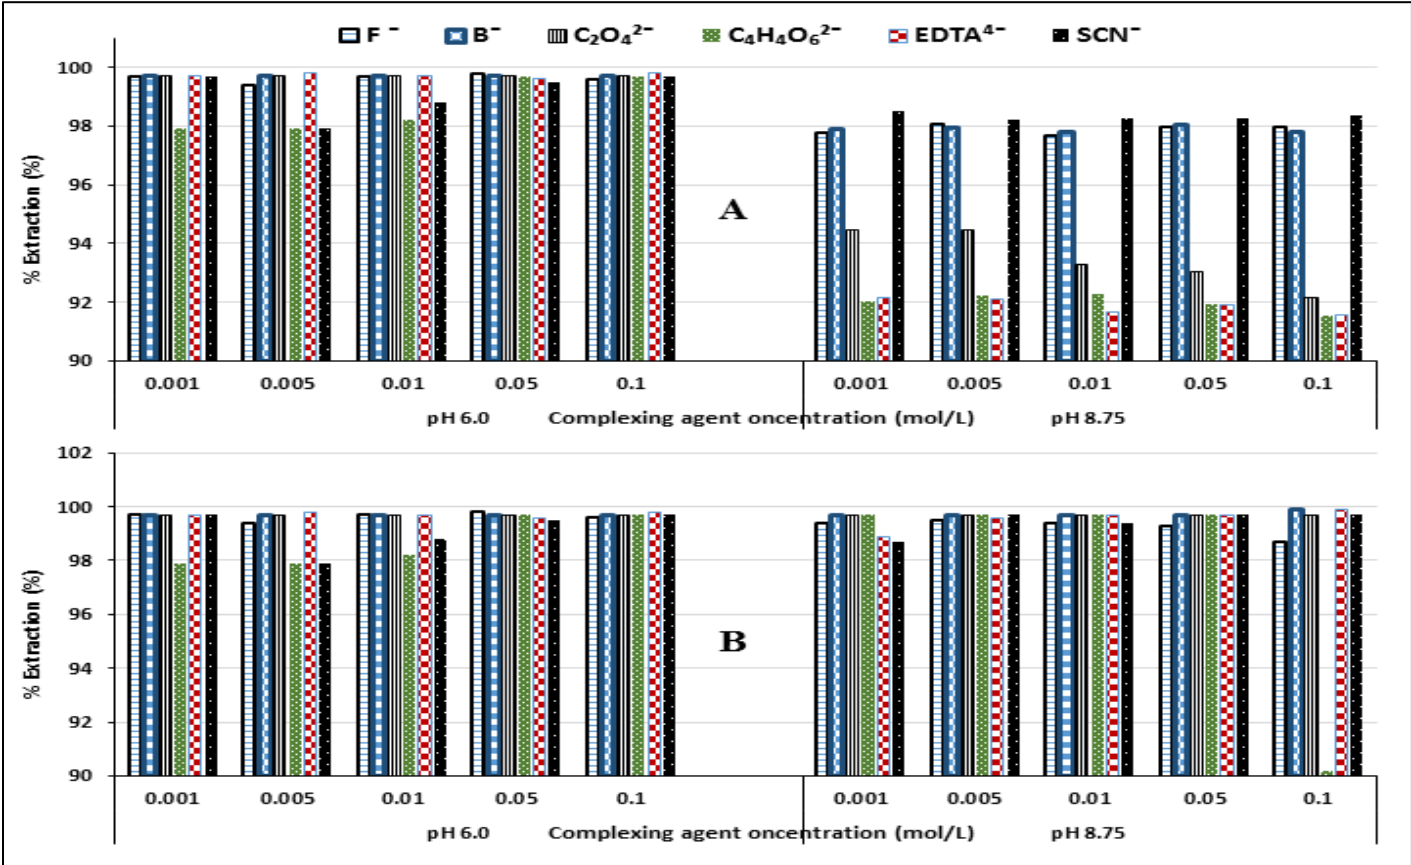 F⁻ B⁻ C₂O₄²⁻ C₄H₄O₆²⁻ EDTA⁴⁻ SCN⁻
% Extraction (%)
100
98
96
94
92
90
A
0.001 0.005 0.01 0.05 0.1 0.001 0.005 0.01 0.05 0.1
pH 6.0 Complexing agent oncentration (mol/L) pH 8.75
% Extraction (%)
102
100
98
96
94
92
90
B
0.001 0.005 0.01 0.05 0.1 0.001 0.005 0.01 0.05 0.1
pH 6.0 Complexing agent oncentration (mol/L) pH 8.75